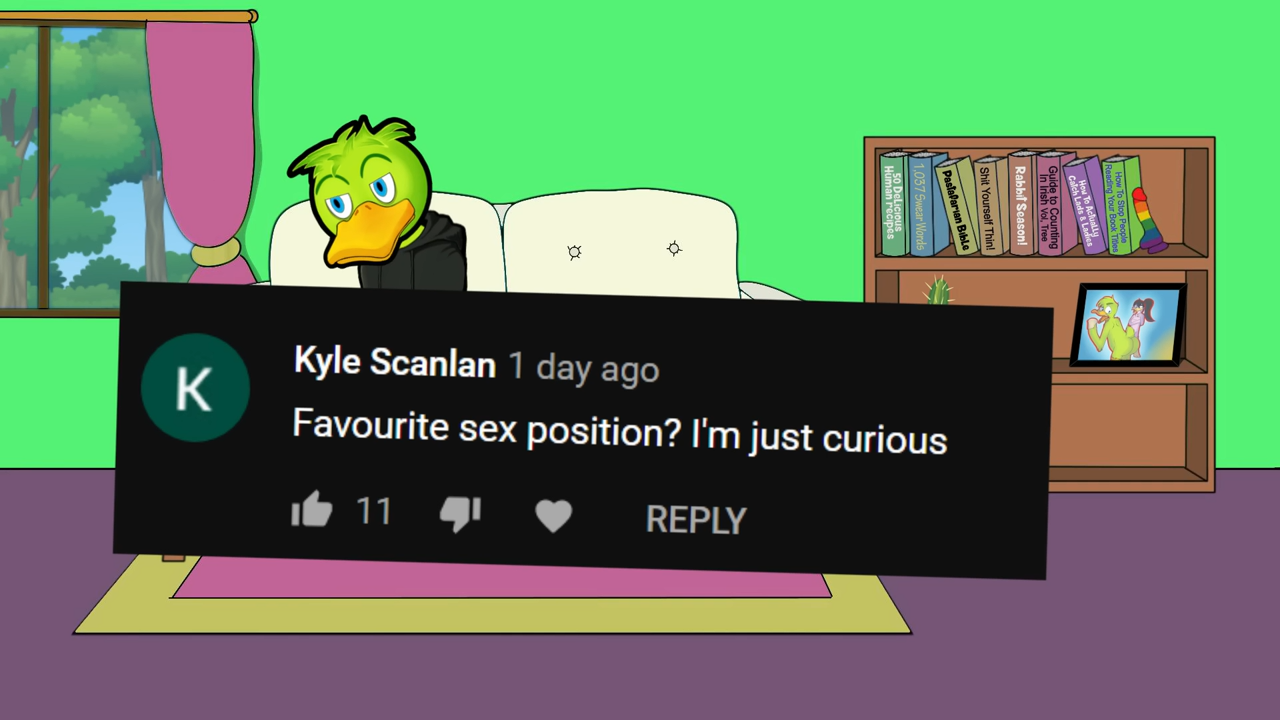 50 Delicious
Human recipes
1,037 Swear Words
Pastafarian Bible
Shit Yourself Thin!
Rabbit Season!
Guide to Counting
In Irish Vol, Tree
How To Actually
Catch Lads & Ladies
How To Stop People
Reading Your Book Titles
K
Kyle Scanlan 1 day ago
Favourite sex position? I'm just curious
11
REPLY